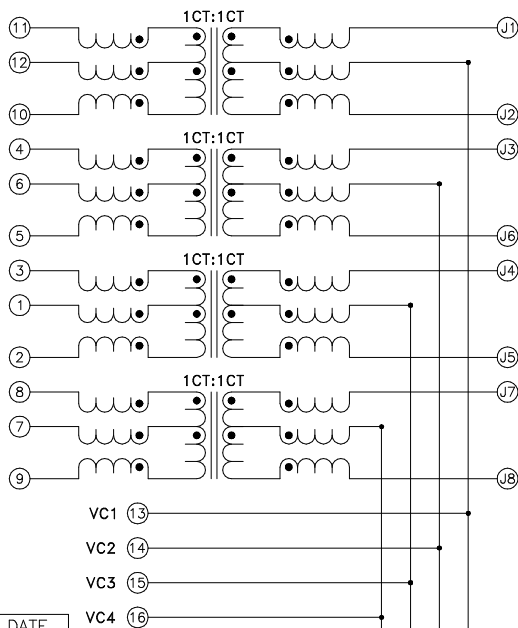 1CT:1CT
11 J1
12
10 J2
1CT:1CT
4 J3
6
5 J6
1CT:1CT
3 J4
1
2 J5
1CT:1CT
8 J7
7
9 J8
VC1 13
VC2 14
VC3 15
VC4 16
DATE